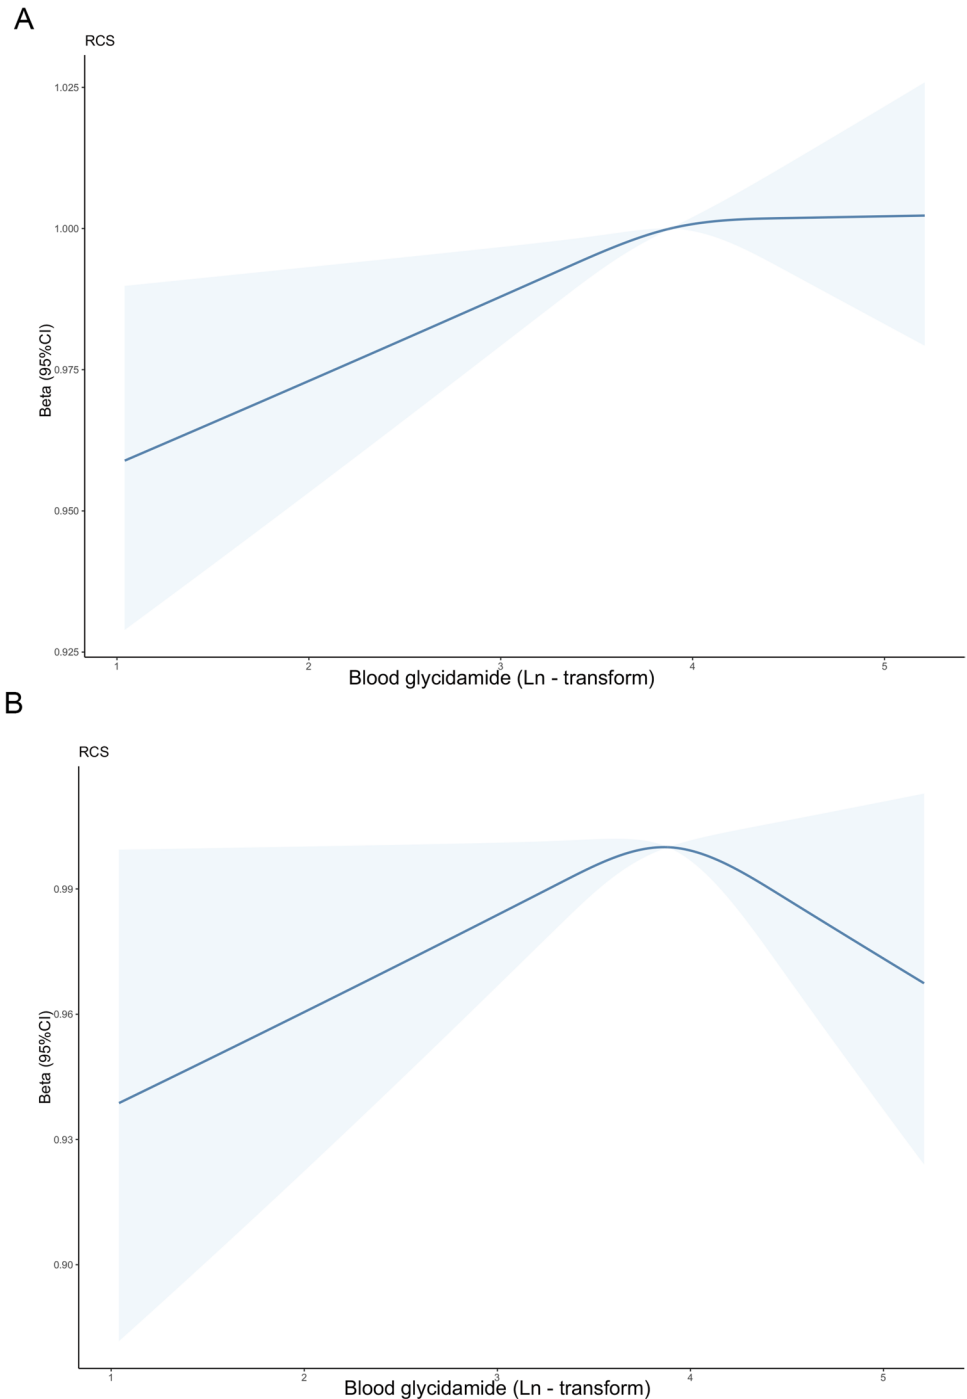 A
RCS
Beta (95%CI)
1.025
1.000
0.975
0.950
0.925
1 2 3 4 5
Blood glycidamide (Ln - transform)
B
RCS
Beta (95%CI)
0.99
0.96
0.93
0.90
1 2 3 4 5
Blood glycidamide (Ln - transform)